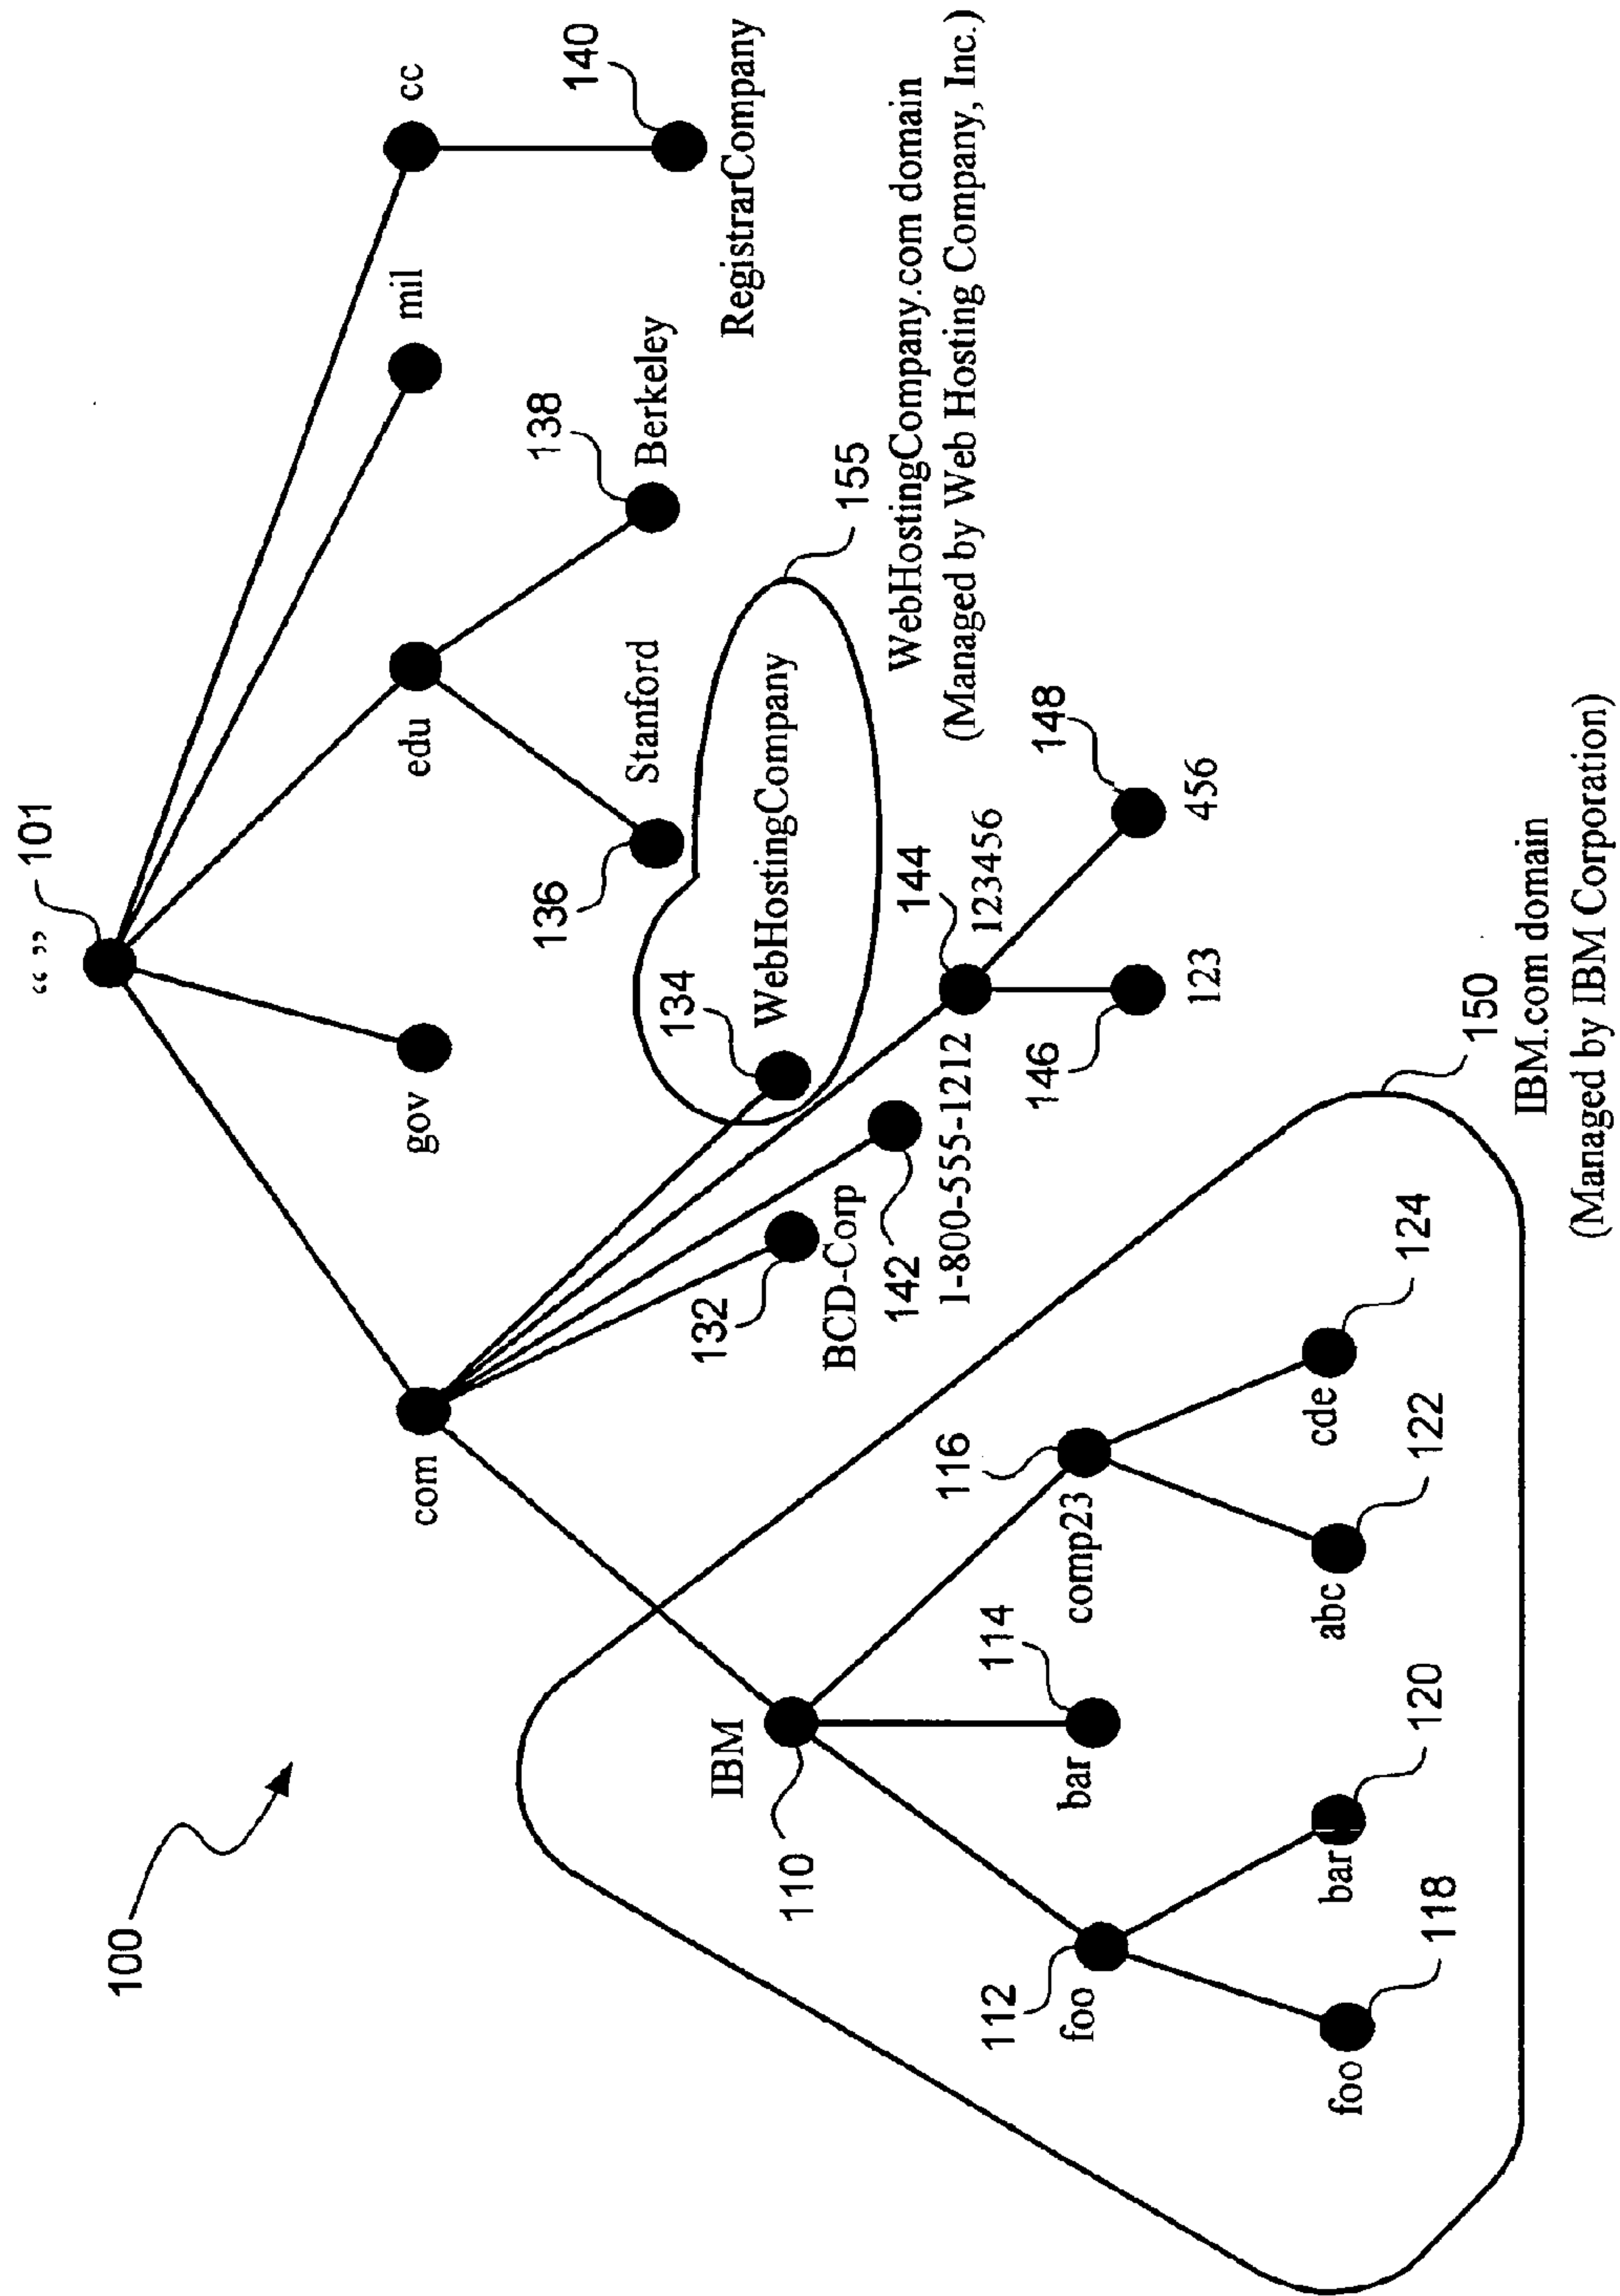 100
“ ”
101
com
gov
edu
mil
cc
IBM
110
132
BCD-Corp
134
WebHostingCompany
136
Stanford
138
Berkeley
140
RegistrarCompany
155
WebHostingCompany.com domain
(Managed by Web Hosting Company, Inc.)
142
1-800-555-1212
144
123456
112
foo
114
bar
116
comp23
146
123
148
456
foo
118
bar
120
abc
122
cde
124
150
IBM.com domain
(Managed by IBM Corporation)